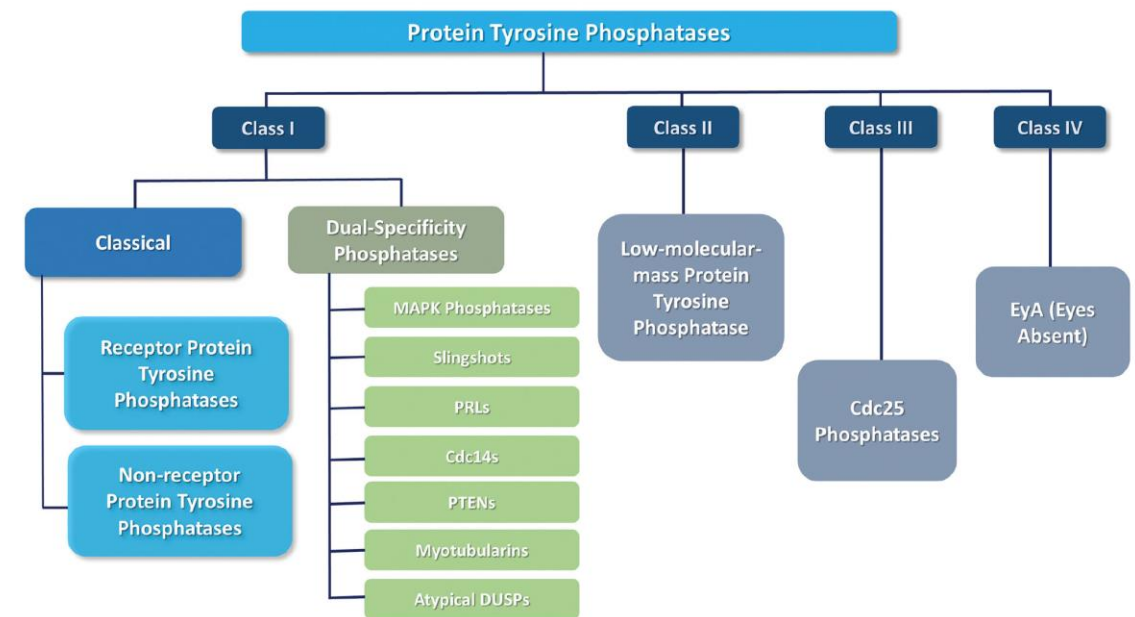 Protein Tyrosine Phosphatases
Class I
Class II
Class III
Class IV
Classical
Dual-Specificity
Phosphatases
Low-molecular-
mass Protein
Tyrosine
Phosphatase
EyA (Eyes
Absent)
Cdc25
Phosphatases
Receptor Protein
Tyrosine
Phosphatases
Non-receptor
Protein Tyrosine
Phosphatases
MAPK Phosphatases
Slingshots
PRLs
Cdc14s
PTENs
Myotubularins
Atypical DUSPs